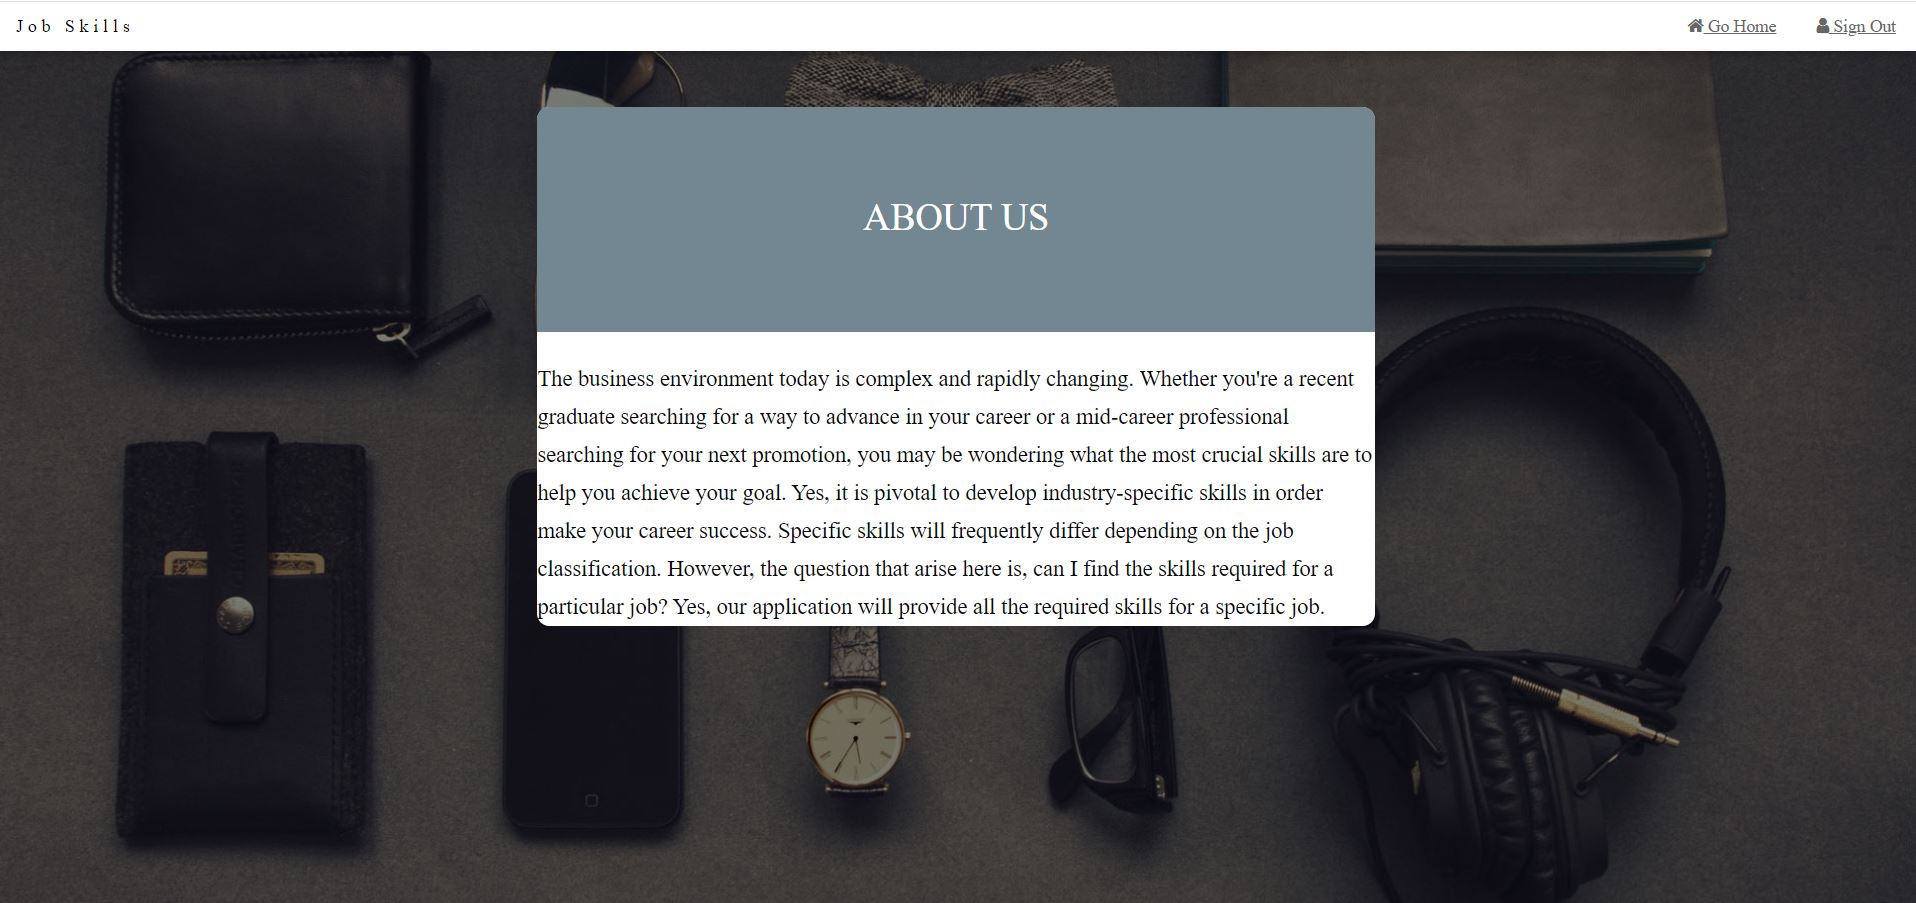 Job Skills
Go Home
Sign Out
ABOUT US
The business environment today is complex and rapidly changing. Whether you're a recent
graduate searching for a way to advance in your career or a mid-career professional
searching for your next promotion, you may be wondering what the most crucial skills are to
help you achieve your goal. Yes, it is pivotal to develop industry-specific skills in order
make your career success. Specific skills will frequently differ depending on the job
classification. However, the question that arise here is, can I find the skills required for a
particular job? Yes, our application will provide all the required skills for a specific job.